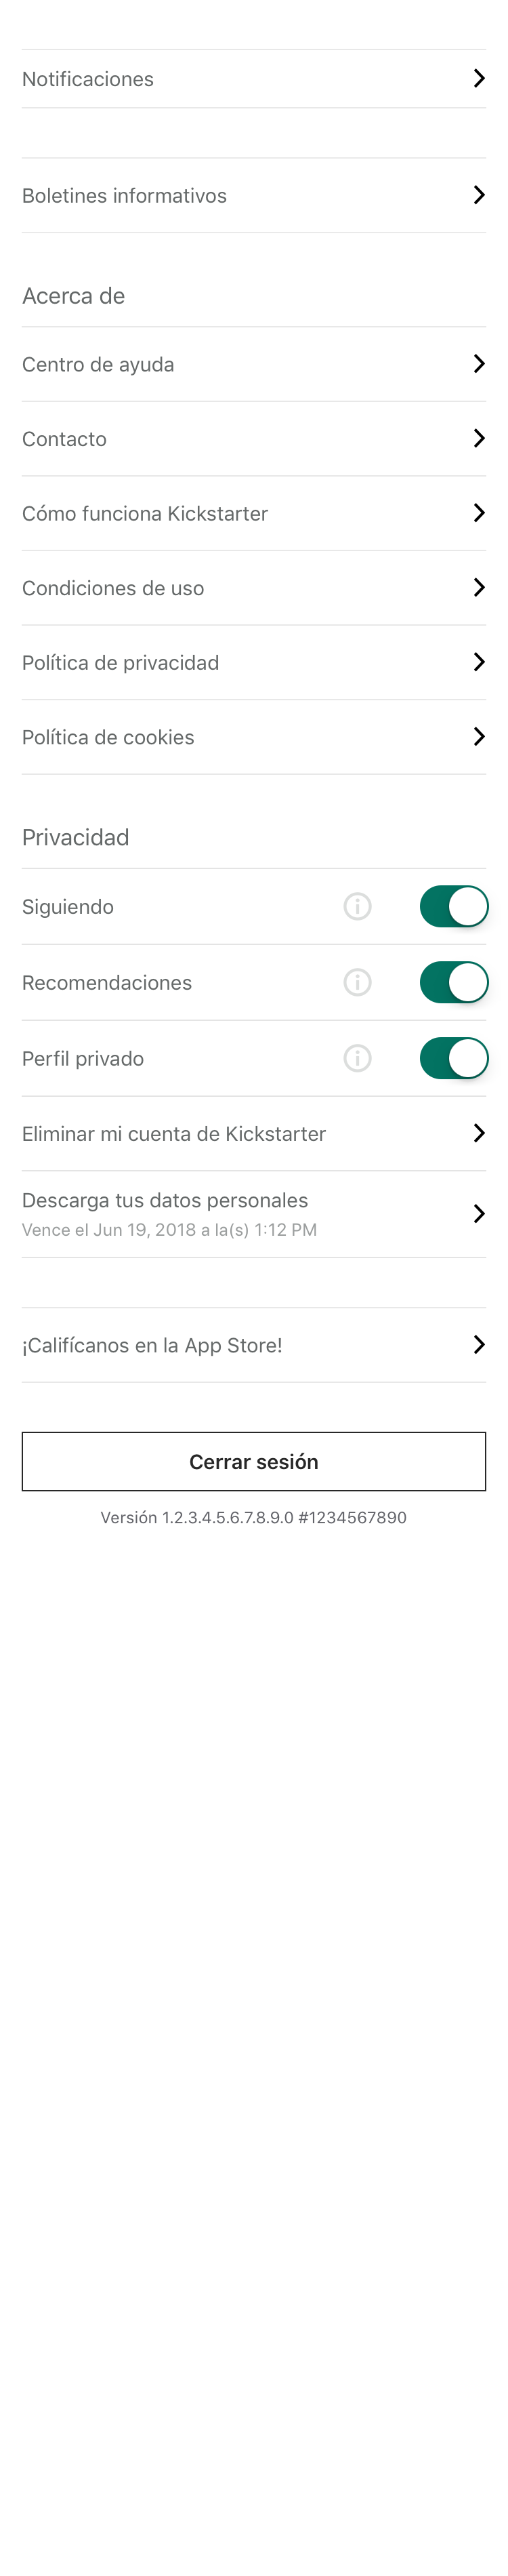 Notificaciones
Boletines informativos
Acerca de
Centro de ayuda
Contacto
Cómo funciona Kickstarter
Condiciones de uso
Política de privacidad
Política de cookies
Privacidad
Siguiendo
Recomendaciones
Perfil privado
Eliminar mi cuenta de Kickstarter
Descarga tus datos personales
Vence el Jun 19, 2018 a la(s) 1:12 PM
¡Califícanos en la App Store!
Cerrar sesión
Versión 1.2.3.4.5.6.7.8.9.0 #1234567890